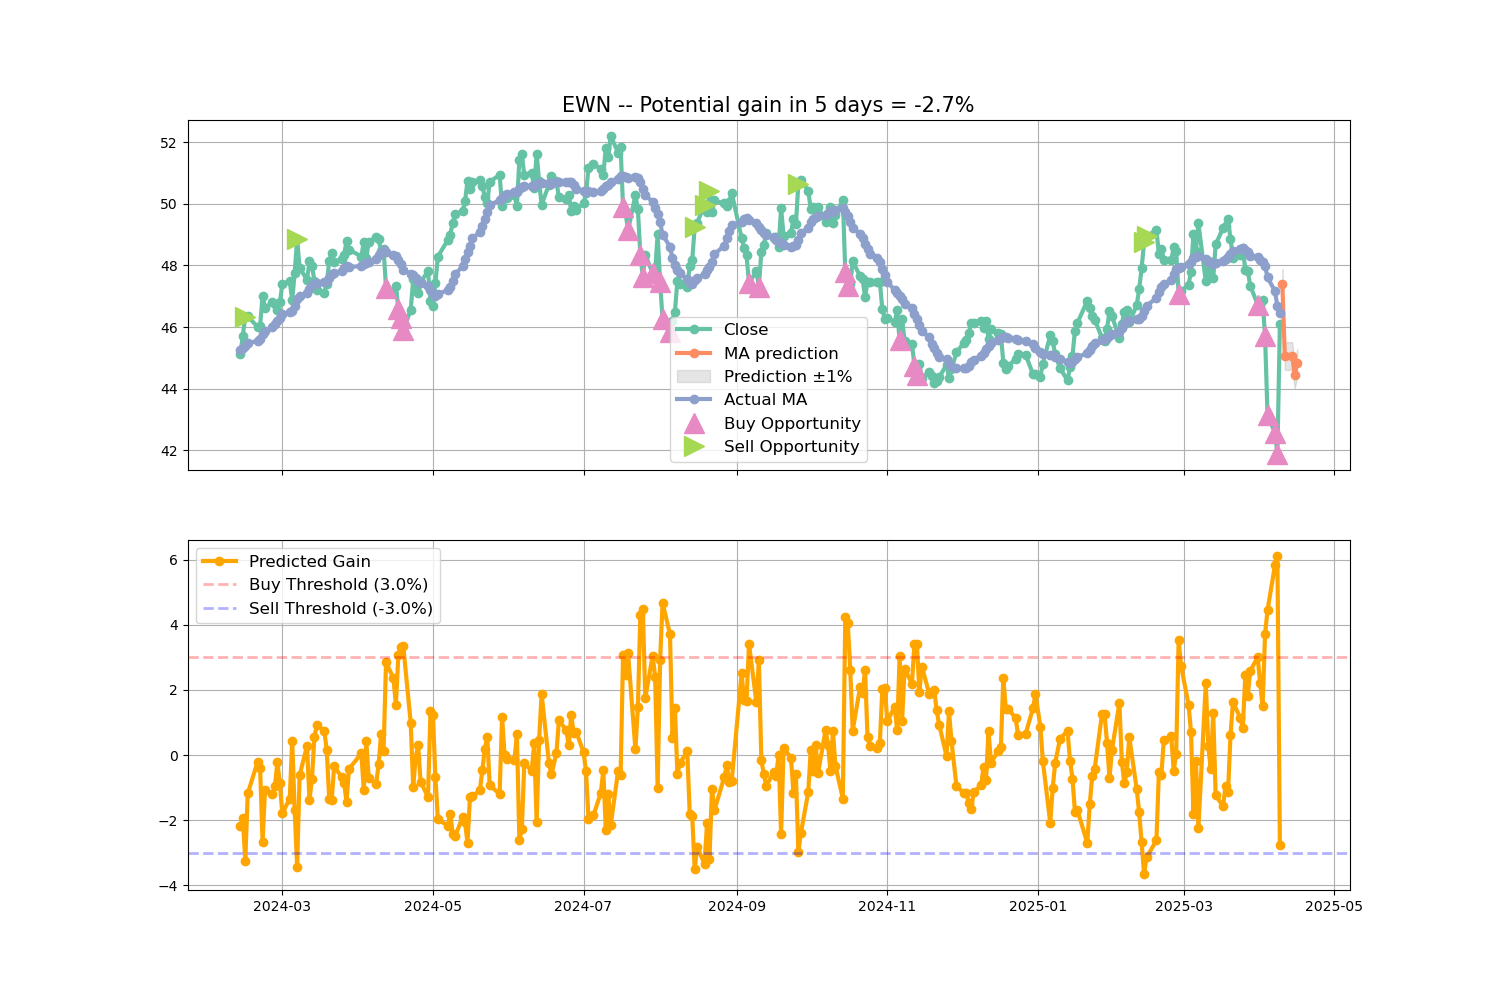 EWN -- Potential gain in 5 days = -2.7%
52
50
48
46
44
42
Close
MA prediction
Prediction ±1%
Actual MA
Buy Opportunity
Sell Opportunity
6
4
2
0
−2
−4
Predicted Gain
Buy Threshold (3.0%)
Sell Threshold (-3.0%)
2024-03 2024-05 2024-07 2024-09 2024-11 2025-01 2025-03 2025-05